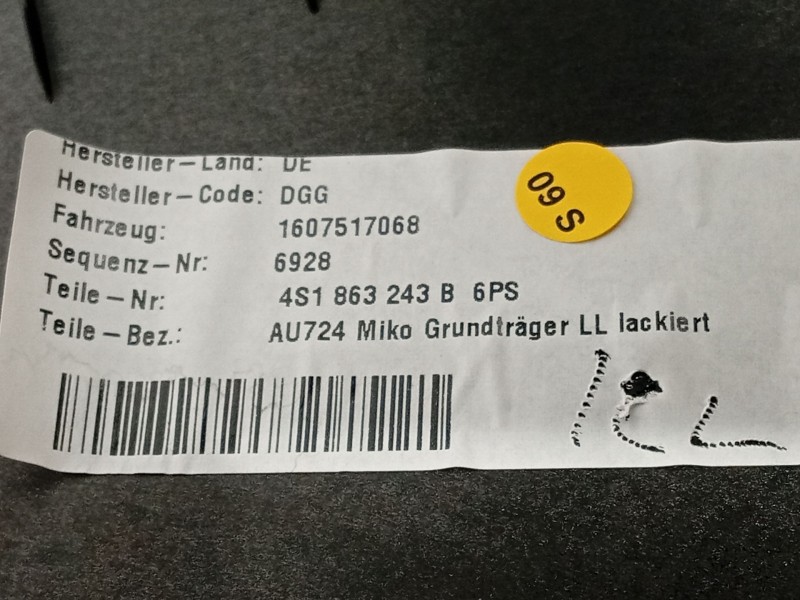 Hersteller-Land: DE
Hersteller-Code: DGG
Fahrzeug: 1607517068
Sequenz-Nr: 6928
Teile-Nr: 4S1 863 243 B 6PS
Teile-Bez.: AU724 Miko Grundträger LL lackiert
09 S